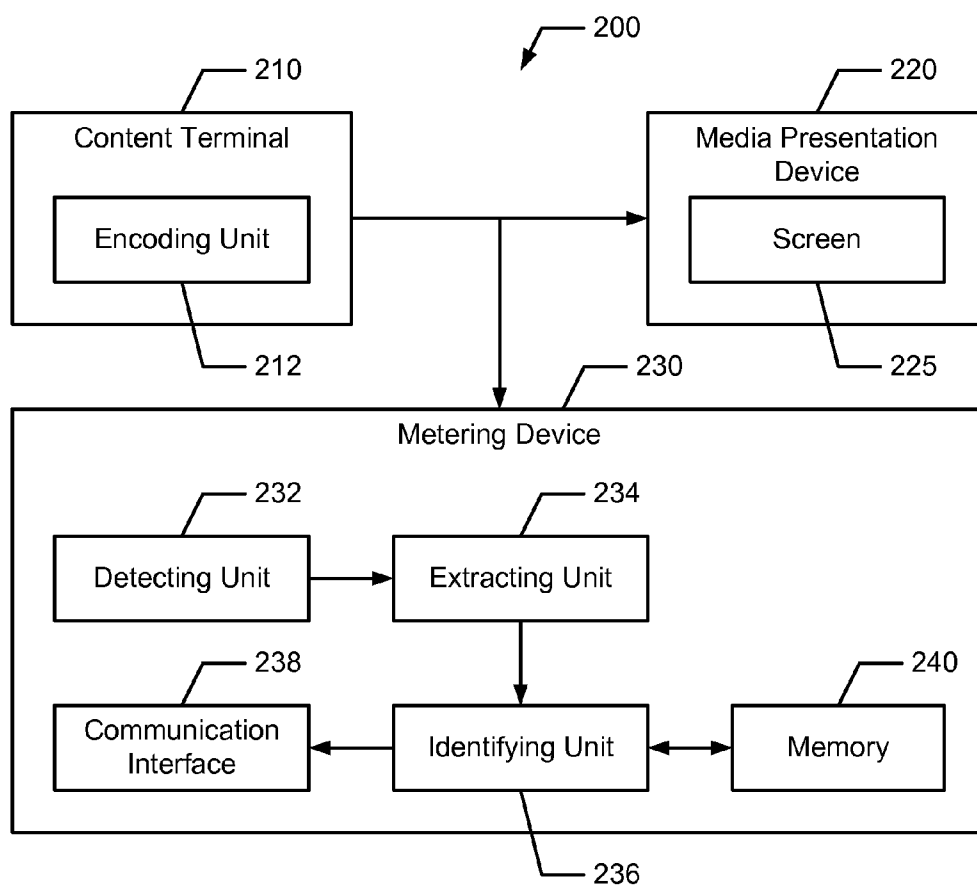 200
210
220
Content Terminal
Media Presentation
Device
Encoding Unit
Screen
212
225
230
Metering Device
232
234
Detecting Unit
Extracting Unit
238
240
Communication
Interface
Identifying Unit
Memory
236